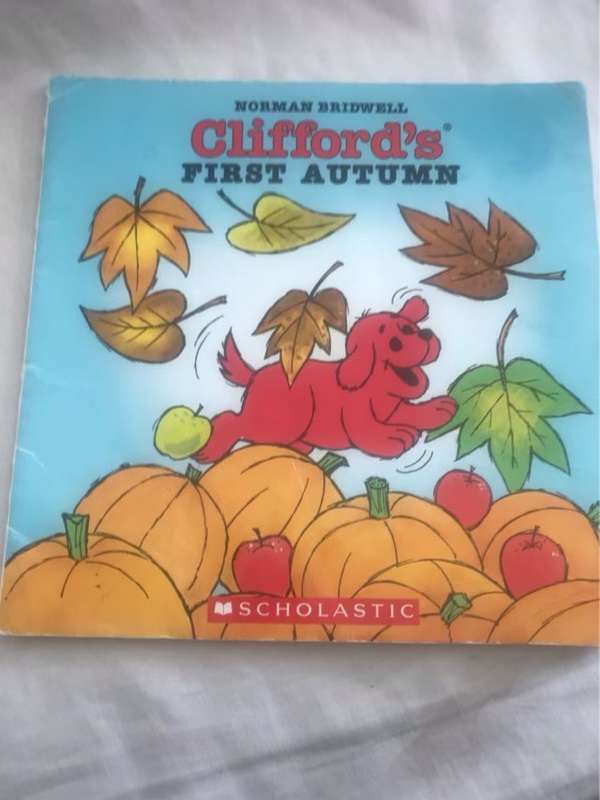 NORMAN BRIDWELL
Clifford's®
FIRST AUTUMN
SCHOLASTIC